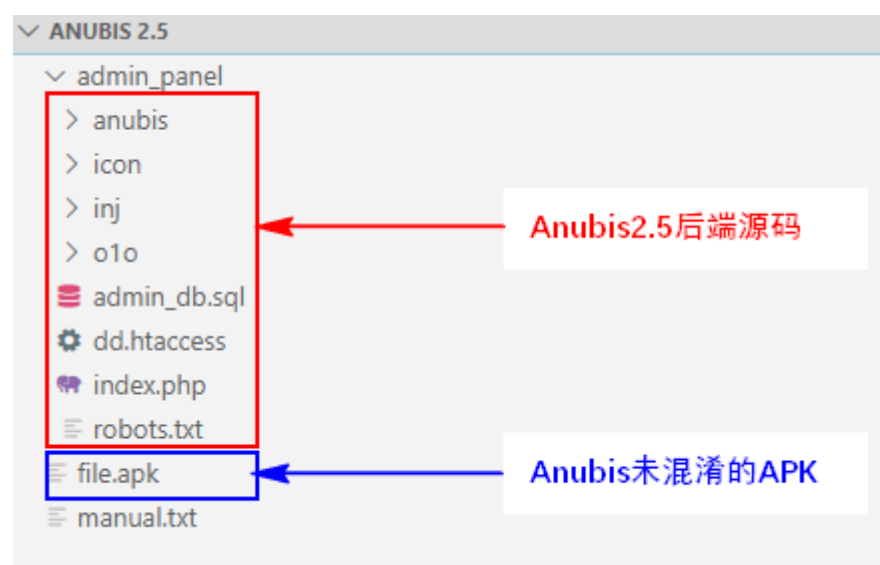 ANUBIS 2.5
admin_panel
anubis
icon
inj
Anubis2.5后端源码
o1o
admin_db.sql
dd.htaccess
index.php
robots.txt
file.apk
Anubis未混淆的APK
manual.txt